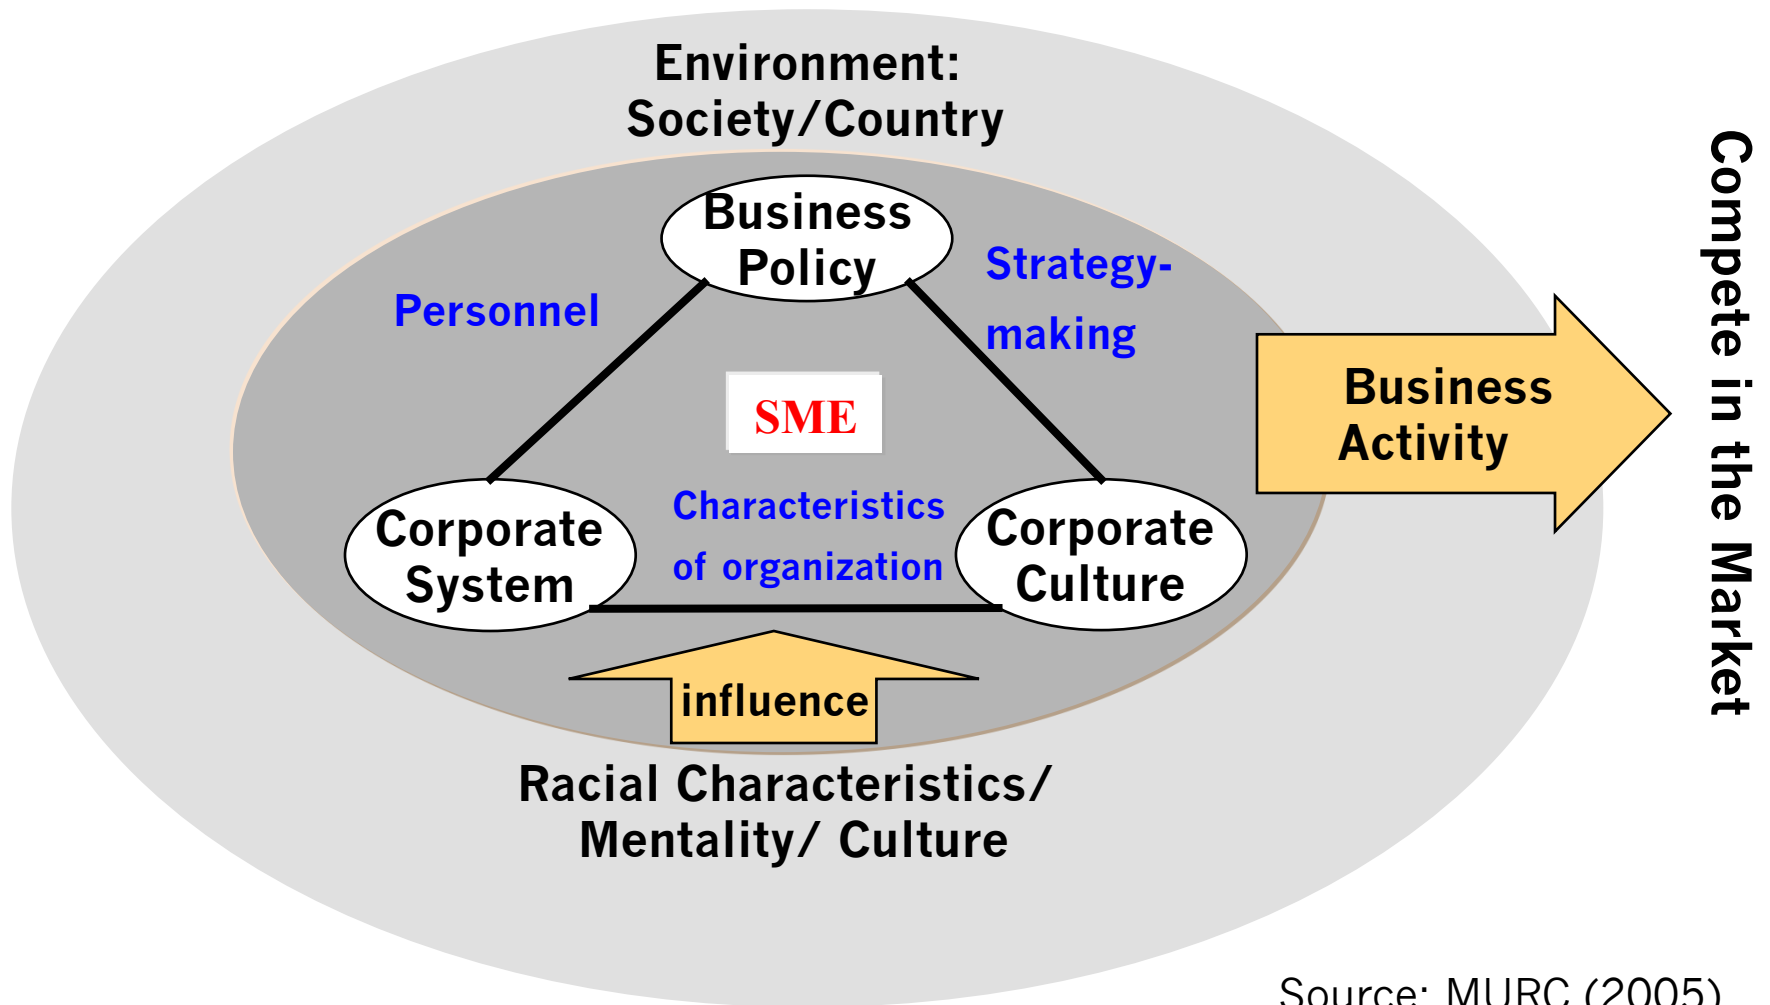 Environment:
Society/Country
Business
Policy
Strategy-
making
Personnel
SME
Business
Activity
Characteristics
of organization
Corporate
System
Corporate
Culture
influence
Racial Characteristics/
Mentality/ Culture
Compete in the Market
Source: MURC (2005)